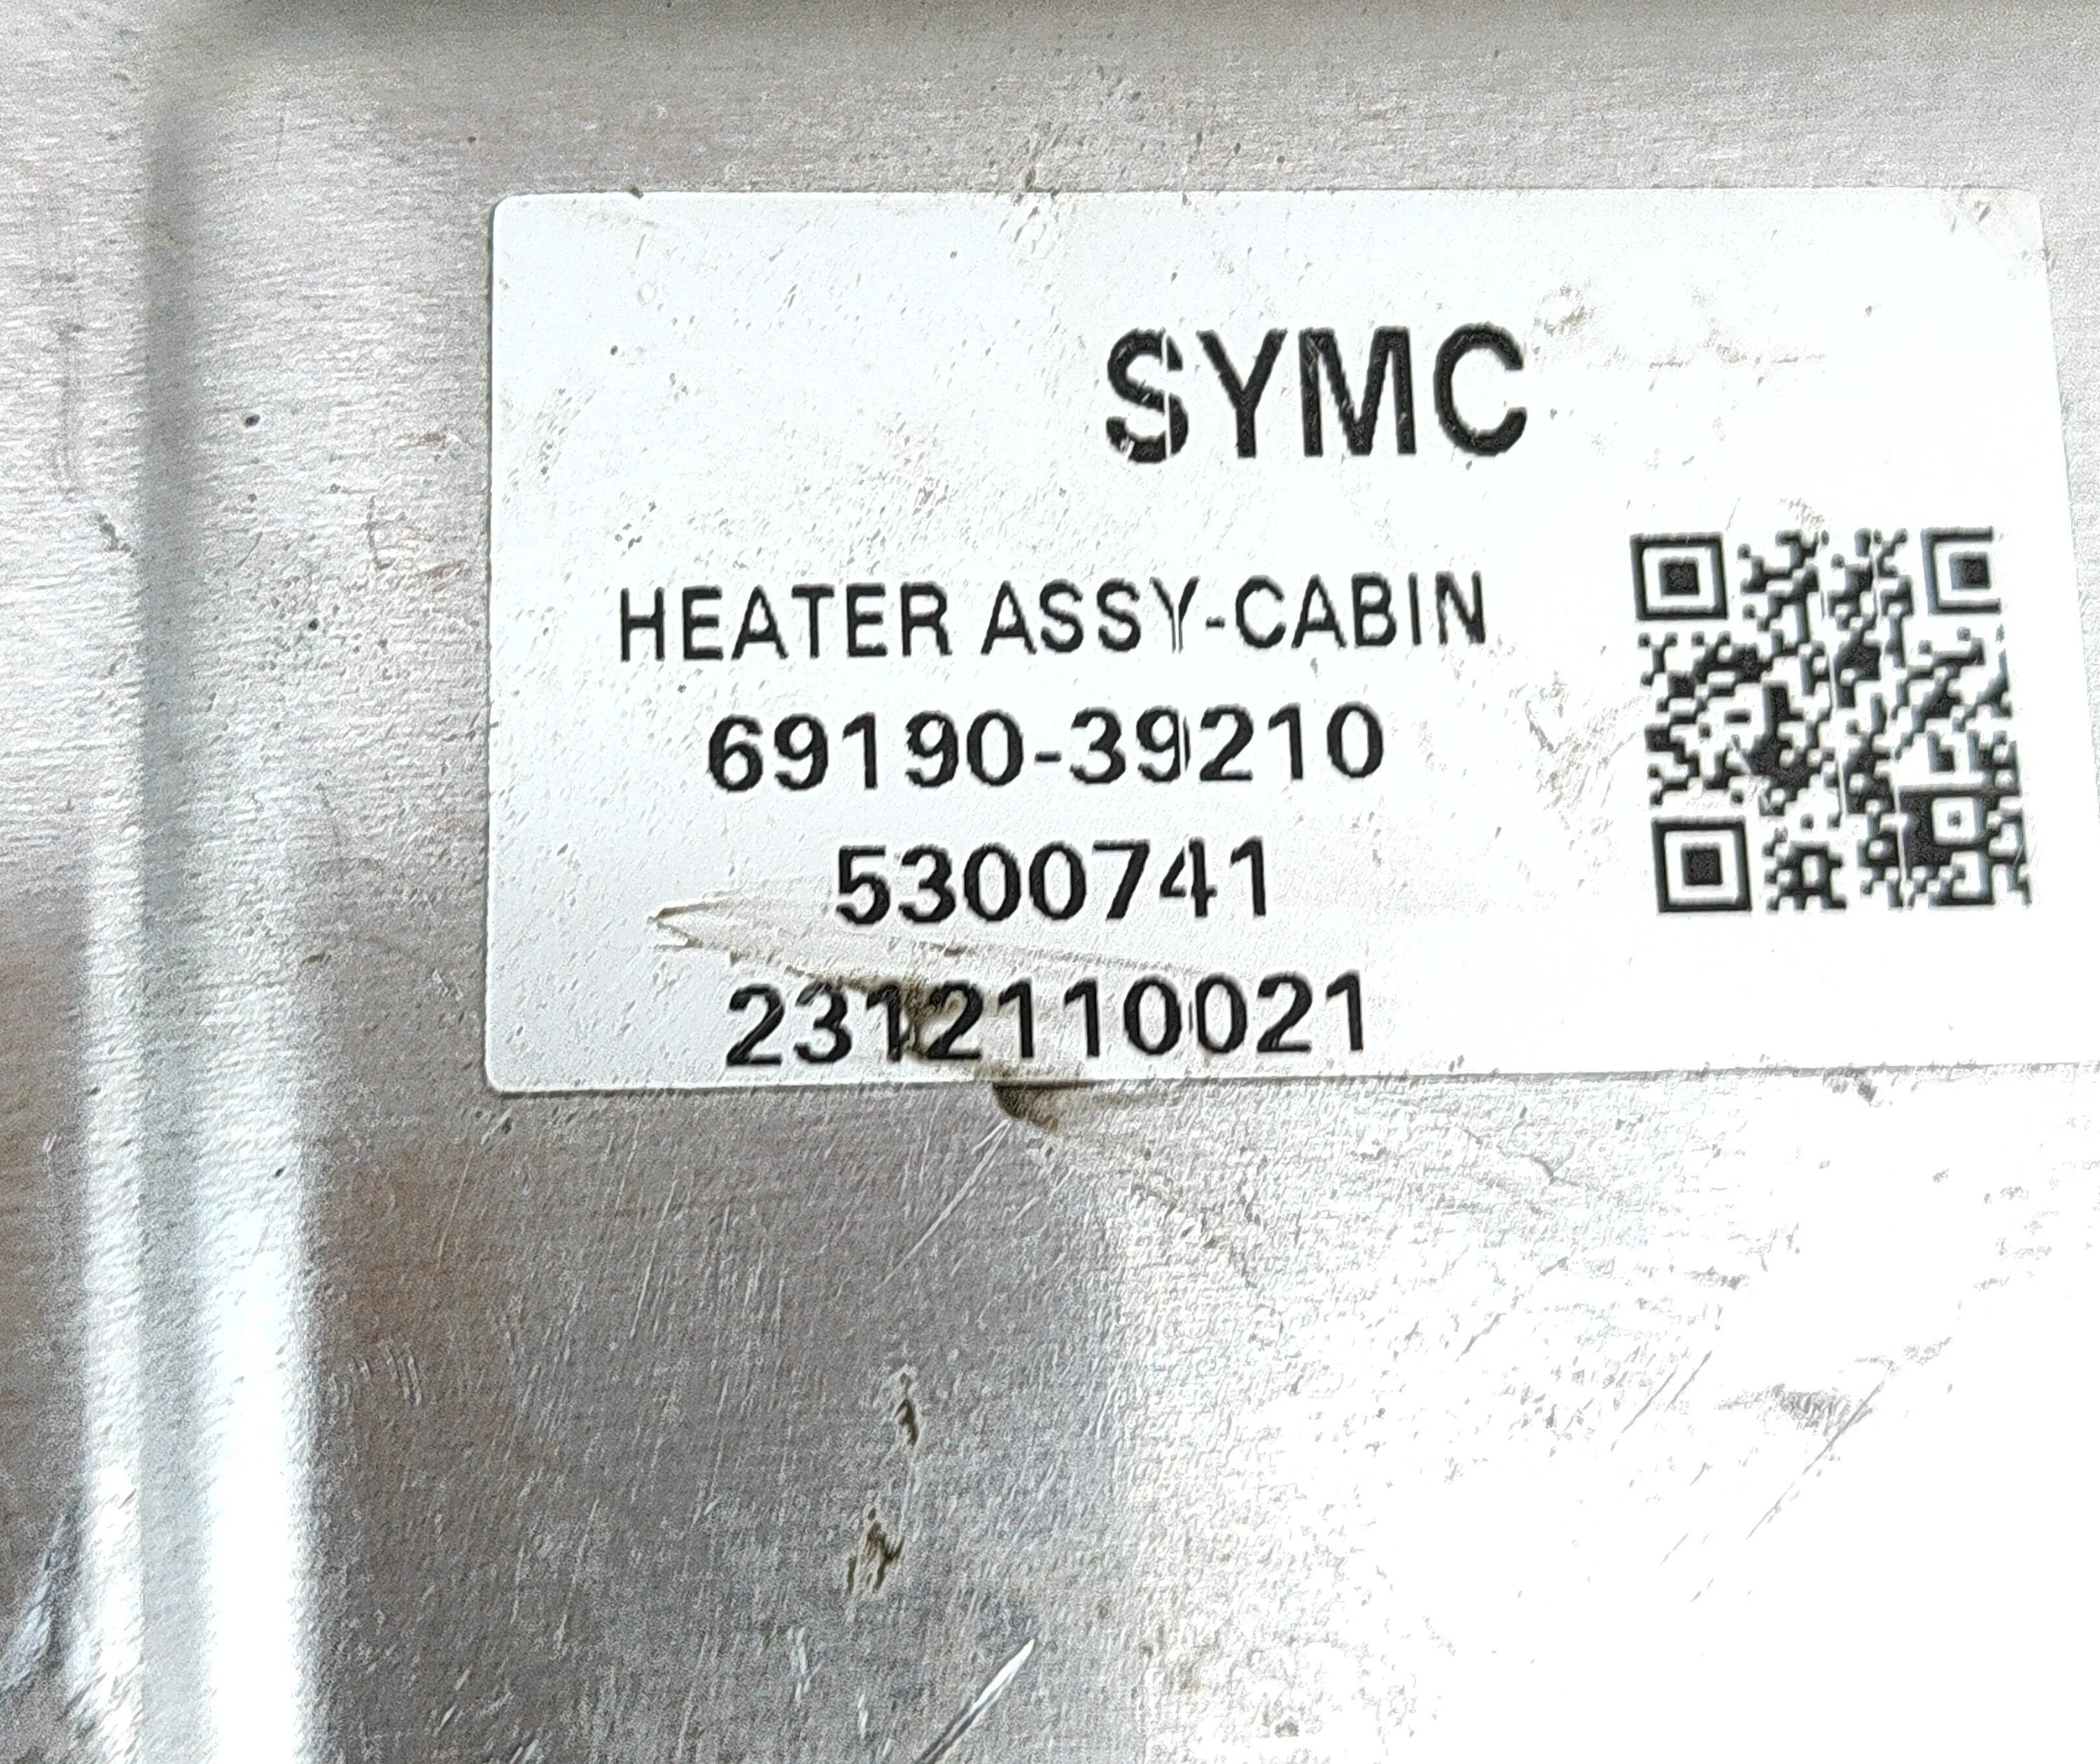 SYMC
HEATER ASSY-CABIN
69190-39210
5300741
2312110021